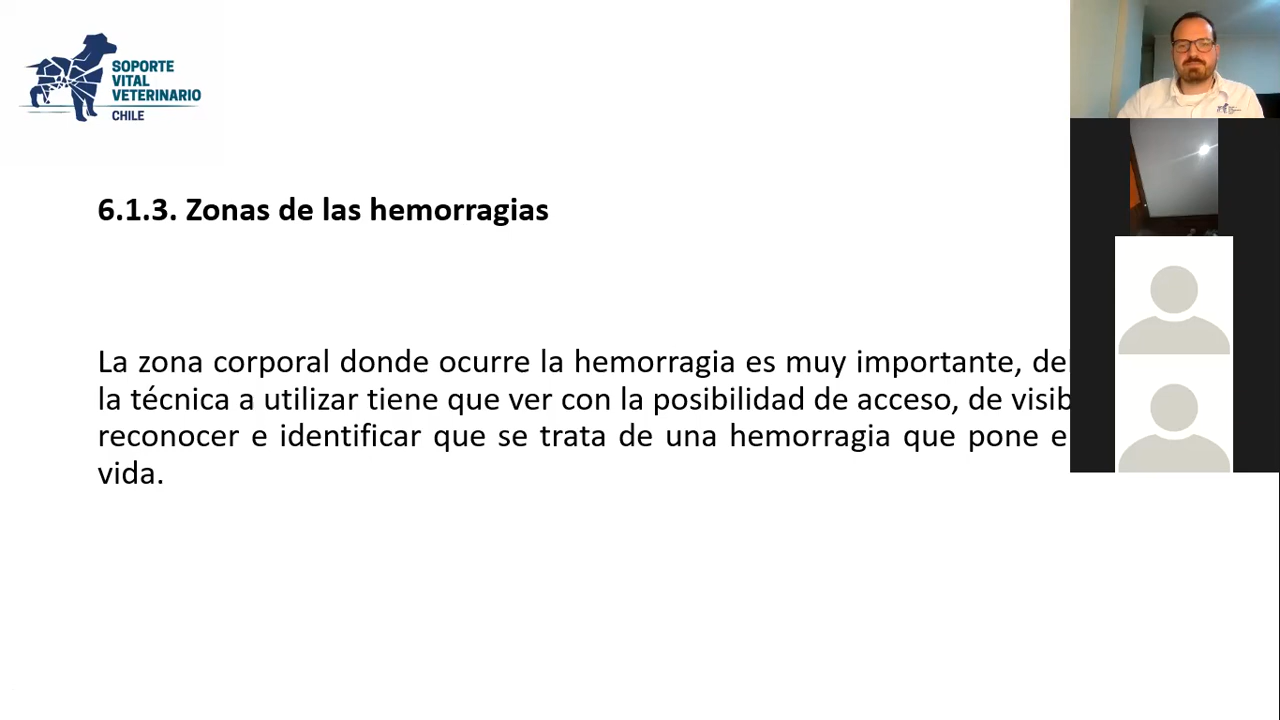 SOPORTE
VITAL
VETERINARIO
CHILE
6.1.3. Zonas de las hemorragias
La zona corporal donde ocurre la hemorragia es muy importante,
la técnica a utilizar tiene que ver con la posibilidad de acceso, de
reconocer e identificar que se trata de una hemorragia que pone
vida.